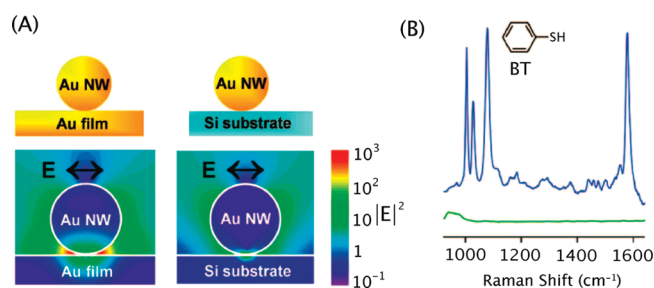 (A)
Au NW
Au film
Au NW
Si substrate
E
Au NW
Au film
E
Au NW
Si substrate
10³
10²
10
1
10⁻¹
|E|²
(B)
SH
BT
1000 1200 1400 1600
Raman Shift (cm⁻¹)